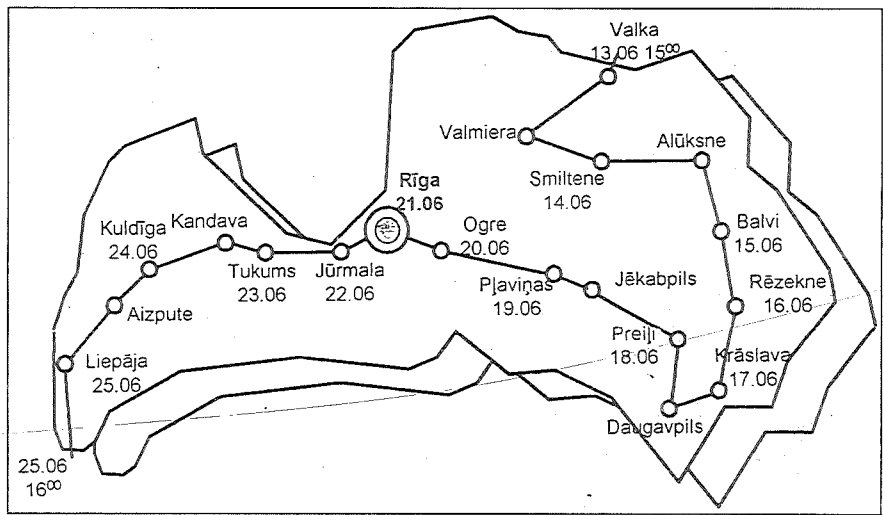 Valka
13.06 15⁰⁰
Valmiera
Alūksne
Smiltene
14.06
Rīga
21.06
Balvi
15.06
Kuldīga
24.06
Kandava
Ogre
20.06
Tukums
23.06
Jūrmala
22.06
Pļaviņas
19.06
Jēkabpils
Rēzekne
16.06
Aizpute
Preiļi
18.06
Krāslava
17.06
Liepāja
25.06
Daugavpils
25.06
16⁰⁰